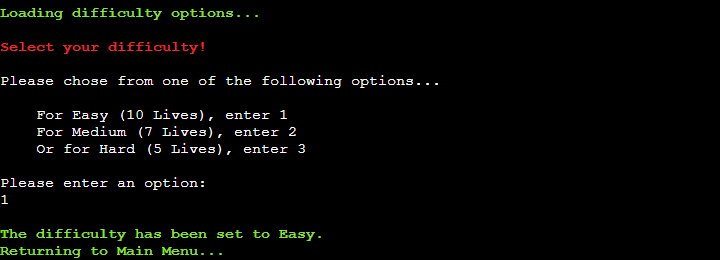 Loading difficulty options...
Select your difficulty!
Please chose from one of the following options...
For Easy (10 Lives), enter 1
For Medium (7 Lives), enter 2
Or for Hard (5 Lives), enter 3
Please enter an option:
1
The difficulty has been set to Easy.
Returning to Main Menu...